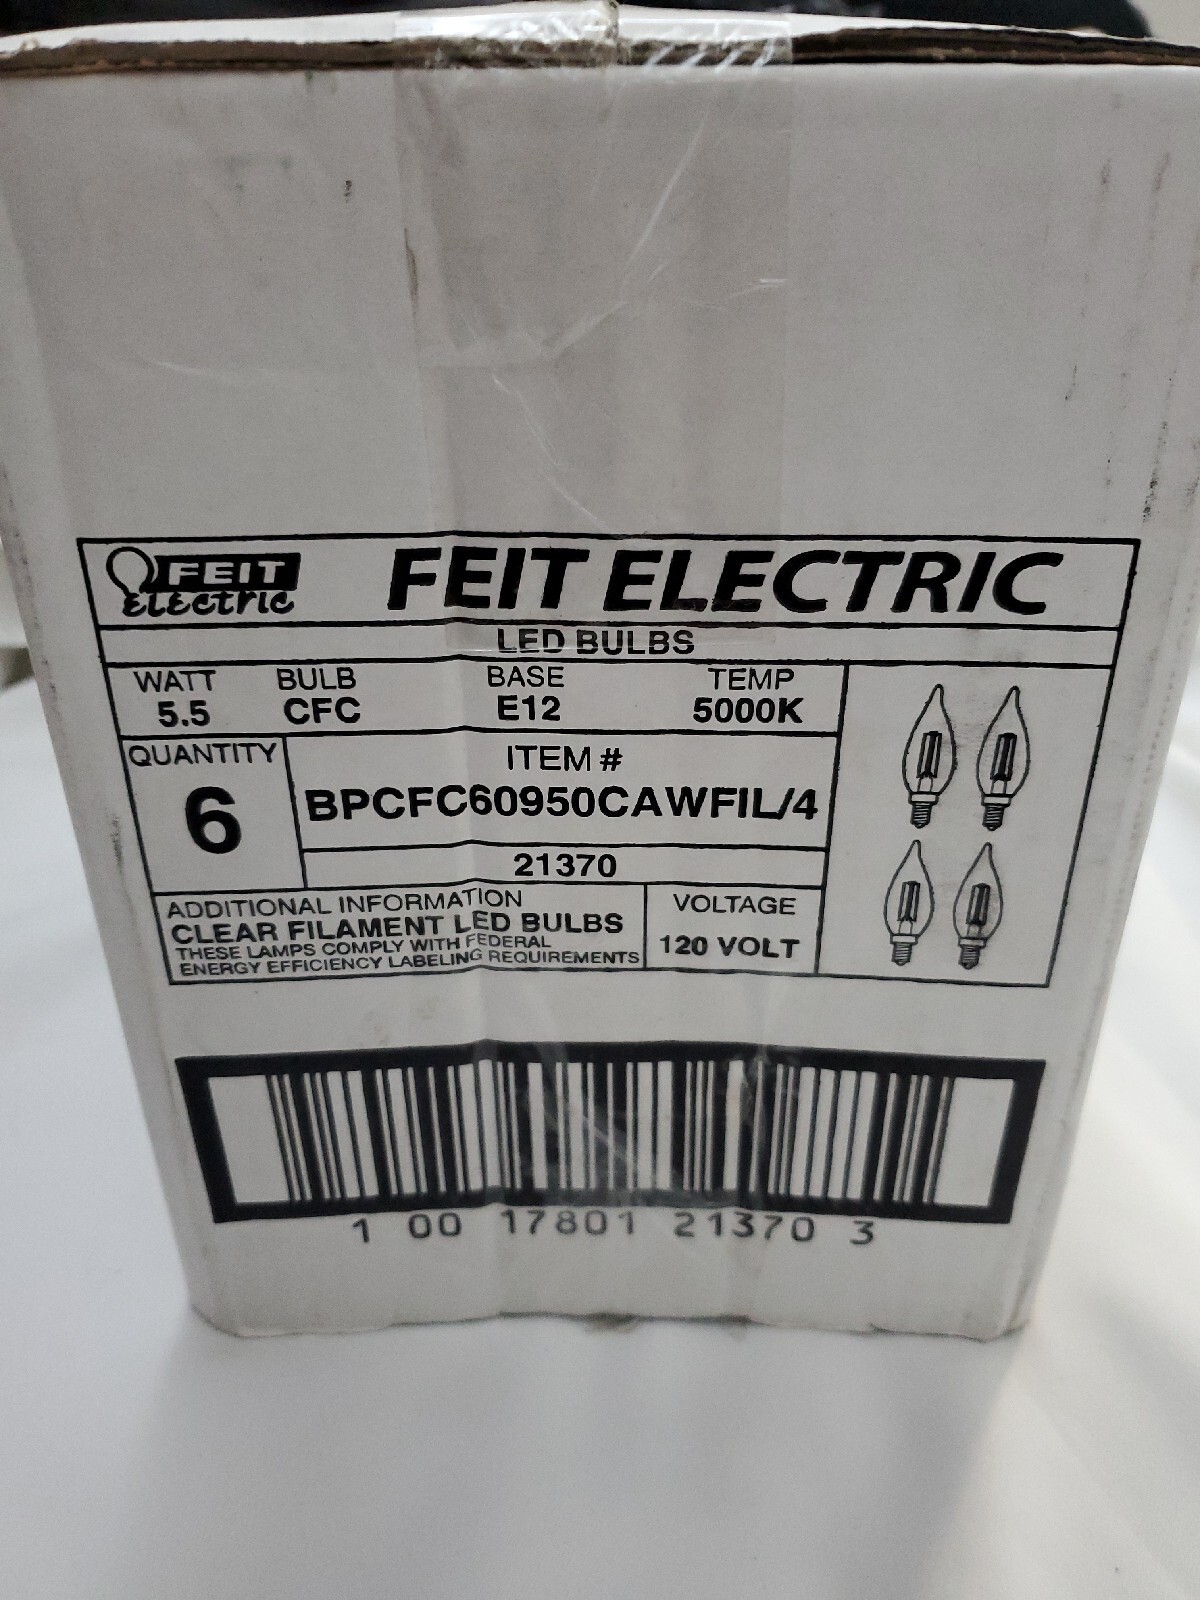 FEIT
Electric
FEIT ELECTRIC
LED BULBS
WATT BULB BASE TEMP
5.5 CFC E12 5000K
QUANTITY
6
ITEM #
BPCFC60950CAWFIL/4
21370
ADDITIONAL INFORMATION
CLEAR FILAMENT LED BULBS
THESE LAMPS COMPLY WITH FEDERAL
ENERGY EFFICIENCY LABELING REQUIREMENTS
VOLTAGE
120 VOLT
1 00 17801 21370 3